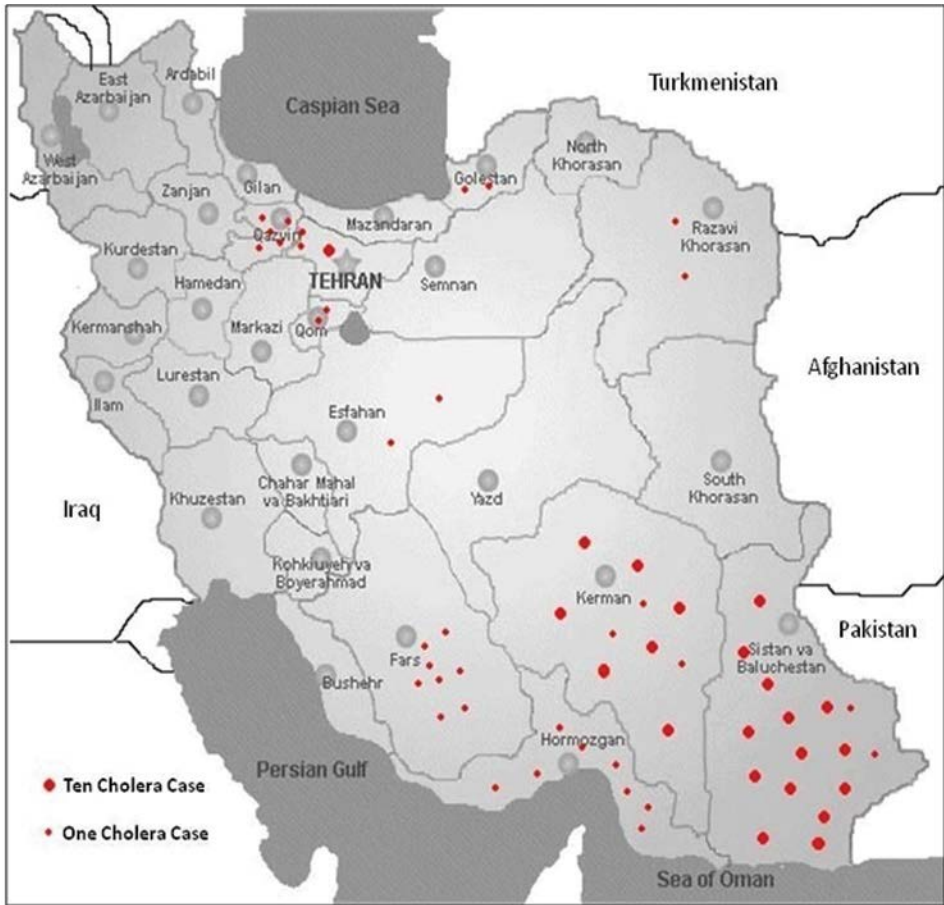 Turkmenistan
Caspian Sea
East
Azarbaijan
Ardabil
West
Azarbaijan
Zanjan
Gilan
Golestan
North
Khorasan
Mazandaran
Razavi
Khorasan
Qazvin
Kurdestan
TEHRAN
Semnan
Hamedan
Kermanshah
Markazi
Qom
Afghanistan
Ilam
Lurestan
Esfahan
Iraq
Khuzestan
Chahar Mahal
va Bakhtiari
Yazd
South
Khorasan
Kohkiuyeh va
Boyerahmad
Kerman
Pakistan
Sistan va
Baluchestan
Fars
Bushehr
Hormozgan
Persian Gulf
Ten Cholera Case
One Cholera Case
Sea of Oman